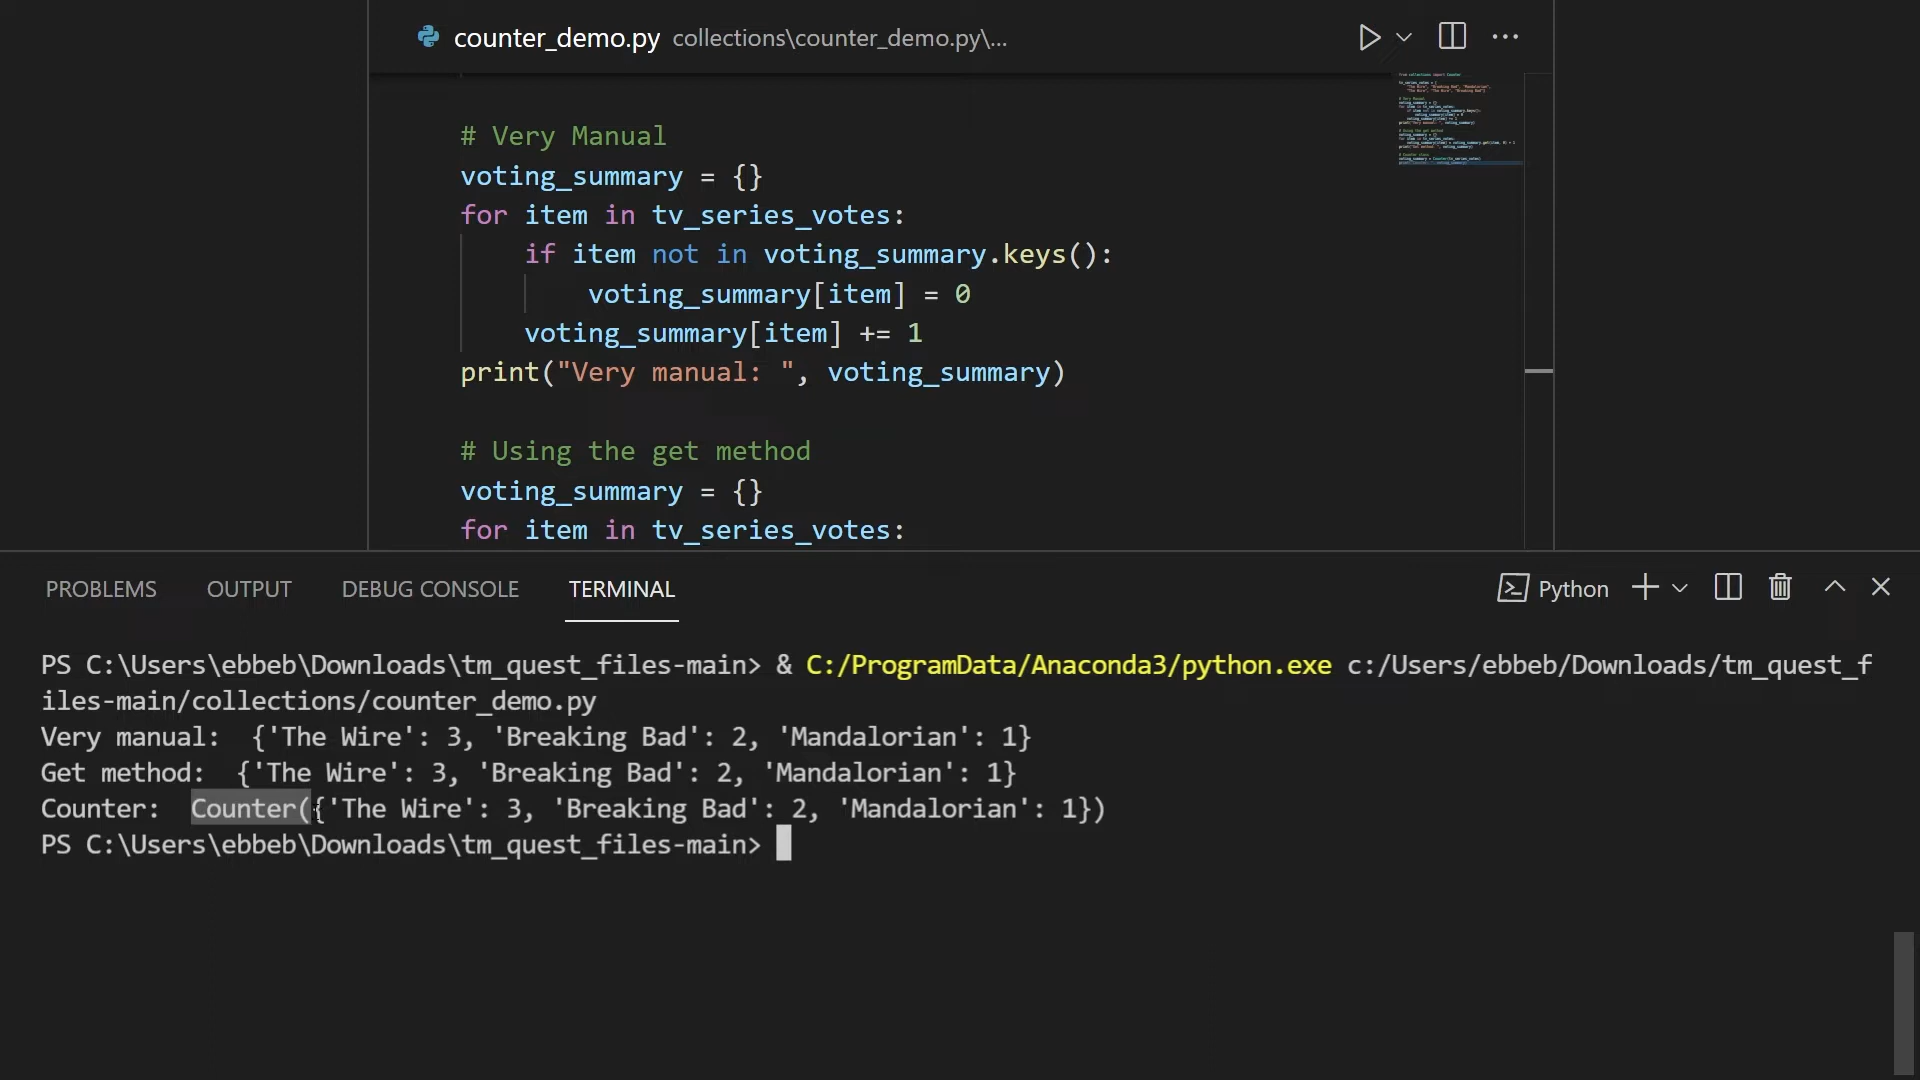 counter_demo.py collections\counter_demo.py\...
# Very Manual
voting_summary = {}
for item in tv_series_votes:
    if item not in voting_summary.keys():
        voting_summary[item] = 0
    voting_summary[item] += 1
print("Very manual: ", voting_summary)
# Using the get method
voting_summary = {}
for item in tv_series_votes:
PROBLEMS OUTPUT DEBUG CONSOLE TERMINAL Python
PS C:\Users\ebbeb\Downloads\tm_quest_files-main> & C:/ProgramData/Anaconda3/python.exe c:/Users/ebbeb/Downloads/tm_quest_f
iles-main/collections/counter_demo.py
Very manual:  {'The Wire': 3, 'Breaking Bad': 2, 'Mandalorian': 1}
Get method:  {'The Wire': 3, 'Breaking Bad': 2, 'Mandalorian': 1}
Counter:  Counter({'The Wire': 3, 'Breaking Bad': 2, 'Mandalorian': 1})
PS C:\Users\ebbeb\Downloads\tm_quest_files-main>